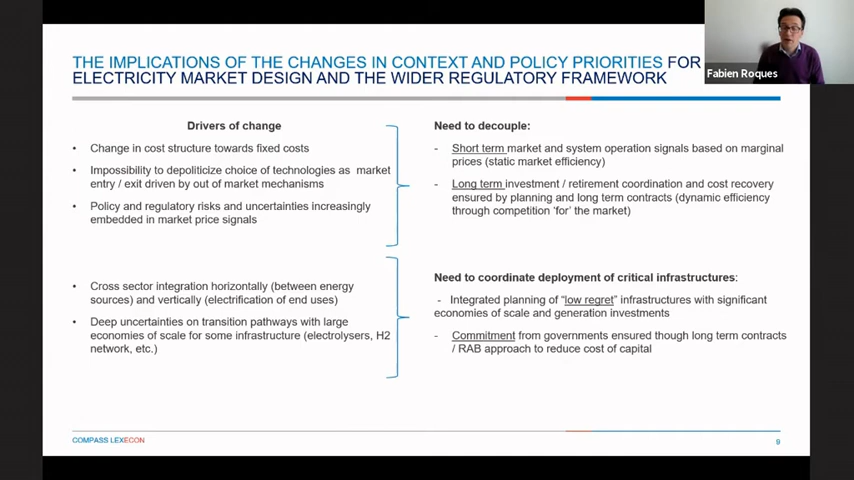 THE IMPLICATIONS OF THE CHANGES IN CONTEXT AND POLICY PRIORITIES FOR
ELECTRICITY MARKET DESIGN AND THE WIDER REGULATORY FRAMEWORK
Fabien Roques
Drivers of change
• Change in cost structure towards fixed costs
• Impossibility to depoliticize choice of technologies as market
entry / exit driven by out of market mechanisms
• Policy and regulatory risks and uncertainties increasingly
embedded in market price signals
• Cross sector integration horizontally (between energy
sources) and vertically (electrification of end uses)
• Deep uncertainties on transition pathways with large
economies of scale for some infrastructure (electrolysers, H2
network, etc.)
Need to decouple:
- Short term market and system operation signals based on marginal
prices (static market efficiency)
- Long term investment / retirement coordination and cost recovery
ensured by planning and long term contracts (dynamic efficiency
through competition 'for' the market)
Need to coordinate deployment of critical infrastructures:
- Integrated planning of "low regret" infrastructures with significant
economies of scale and generation investments
- Commitment from governments ensured though long term contracts
/ RAB approach to reduce cost of capital
COMPASS LEXECON
9